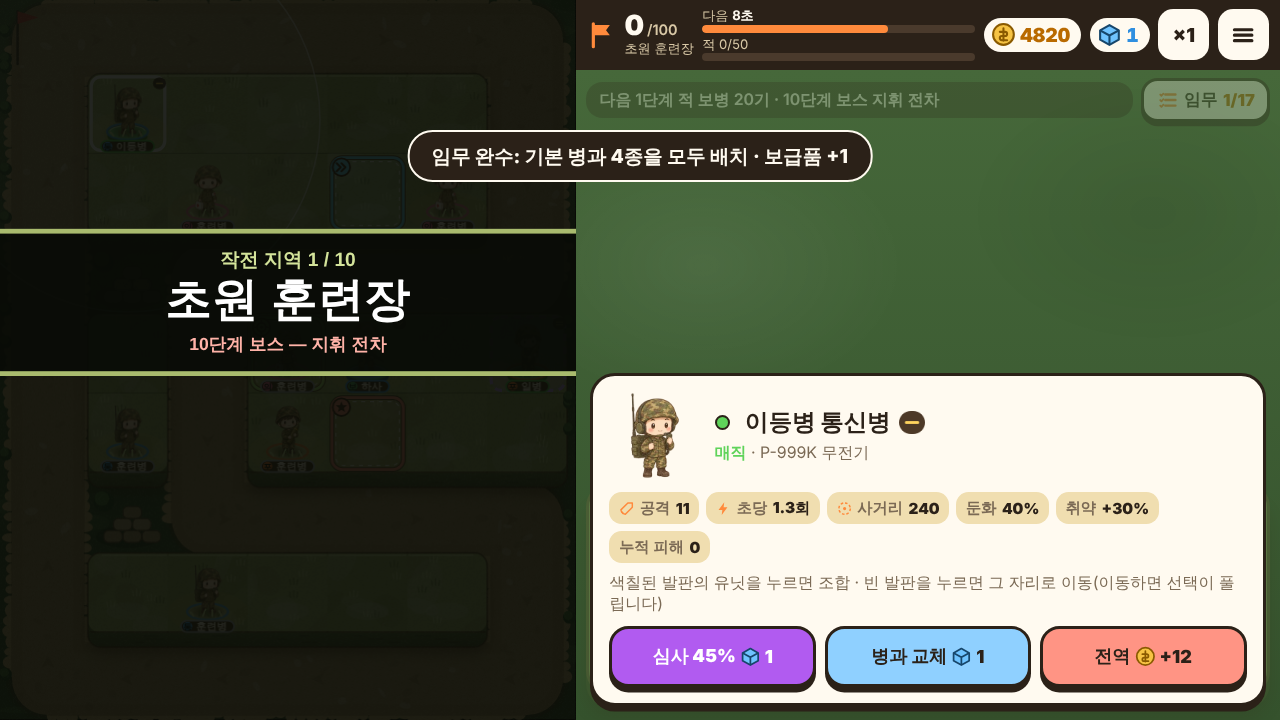 0 /100
초원 훈련장
다음 8초
적 0/50
4820
1
×1
다음 1단계 적 보병 20기 · 10단계 보스 지휘 전차
임무 1/17
임무 완수: 기본 병과 4종을 모두 배치 · 보급품 +1
이등병
작전 지역 1 / 10
초원 훈련장
10단계 보스 — 지휘 전차
이등병 통신병
매직 · P-999K 무전기
공격 11
초당 1.3회
사거리 240
둔화 40%
취약 +30%
누적 피해 0
색칠된 발판의 유닛을 누르면 조합 · 빈 발판을 누르면 그 자리로 이동(이동하면 선택이 풀
립니다)
심사 45% 1
병과 교체 1
전역 +12